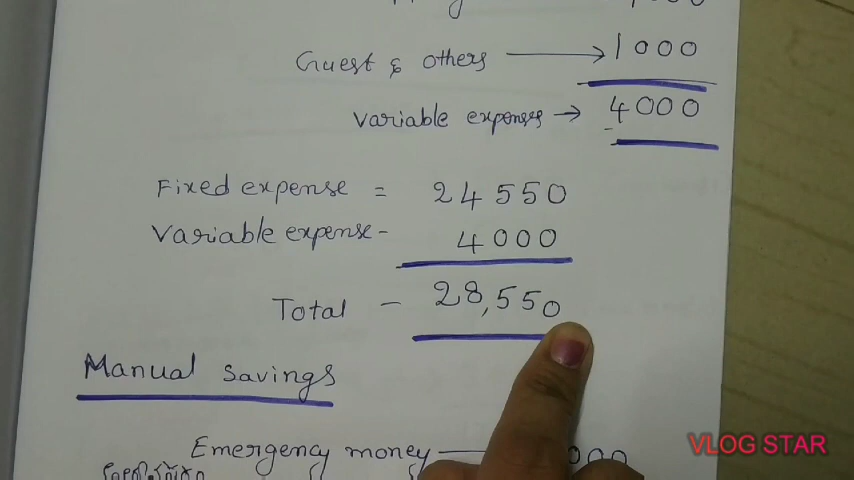 Guest & others → 1000
Variable expenses → 4000
Fixed expense = 24550
Variable expense - 4000
Total - 28,550
Manual savings
Emergency money
VLOG STAR